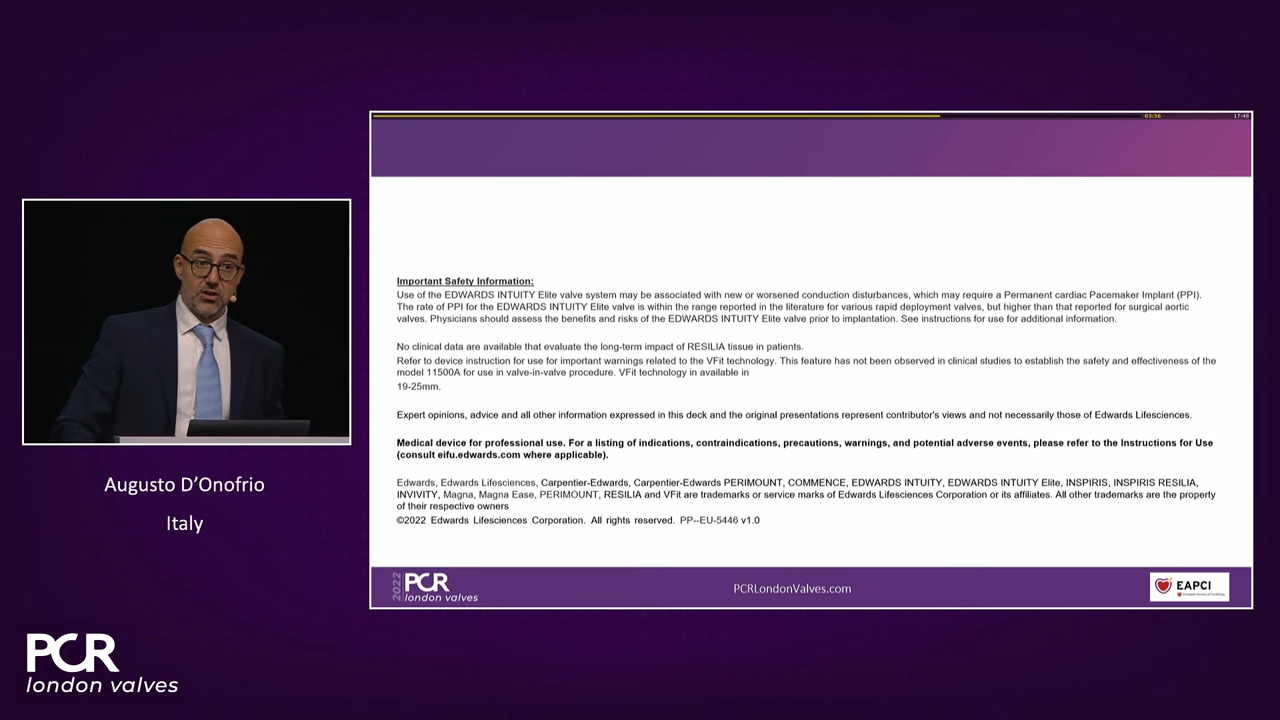 03:56
17:48
Important Safety Information:
Use of the EDWARDS INTUITY Elite valve system may be associated with new or worsened conduction disturbances, which may require a Permanent cardiac Pacemaker Implant (PPI).
The rate of PPI for the EDWARDS INTUITY Elite valve is within the range reported in the literature for various rapid deployment valves, but higher than that reported for surgical aortic
valves. Physicians should assess the benefits and risks of the EDWARDS INTUITY Elite valve prior to implantation. See instructions for use for additional information.
No clinical data are available that evaluate the long-term impact of RESILIA tissue in patients.
Refer to device instruction for use for important warnings related to the VFit technology. This feature has not been observed in clinical studies to establish the safety and effectiveness of the
model 11500A for use in valve-in-valve procedure. VFit technology in available in
19-25mm.
Expert opinions, advice and all other information expressed in this deck and the original presentations represent contributor's views and not necessarily those of Edwards Lifesciences.
Medical device for professional use. For a listing of indications, contraindications, precautions, warnings, and potential adverse events, please refer to the Instructions for Use
(consult eifu.edwards.com where applicable).
Edwards, Edwards Lifesciences, Carpentier-Edwards, Carpentier-Edwards PERIMOUNT, COMMENCE, EDWARDS INTUITY, EDWARDS INTUITY Elite, INSPIRIS, INSPIRIS RESILIA,
INVIVITY, Magna, Magna Ease, PERIMOUNT, RESILIA and VFit are trademarks or service marks of Edwards Lifesciences Corporation or its affiliates. All other trademarks are the property
of their respective owners
©2022 Edwards Lifesciences Corporation. All rights reserved. PP--EU-5446 v1.0
2022
PCR
london valves
PCRLondonValves.com
EAPCI
Augusto D'Onofrio
Italy
PCR
london valves